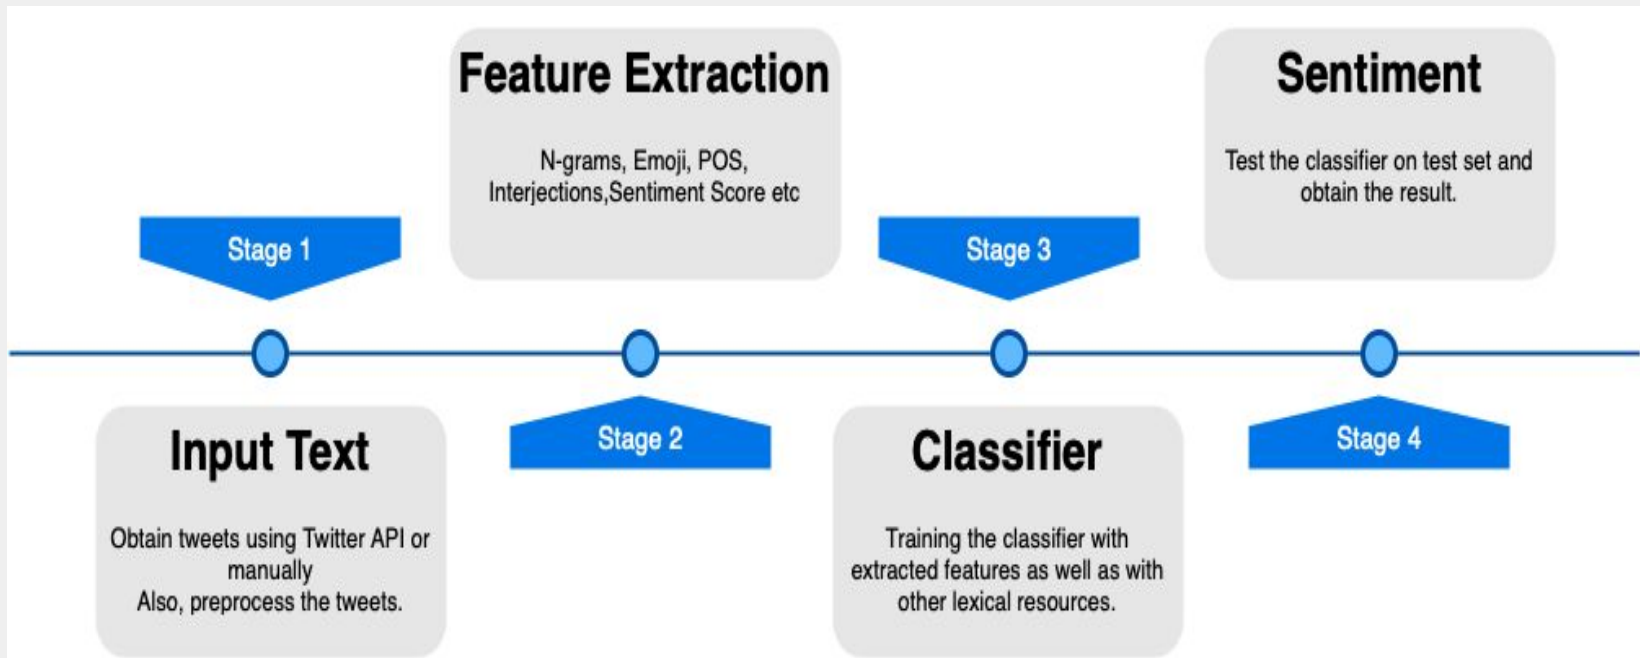 Stage 1
Input Text
Obtain tweets using Twitter API or
manually
Also, preprocess the tweets.
Feature Extraction
N-grams, Emoji, POS,
Interjections,Sentiment Score etc
Stage 2
Stage 3
Classifier
Training the classifier with
extracted features as well as with
other lexical resources.
Sentiment
Test the classifier on test set and
obtain the result.
Stage 4